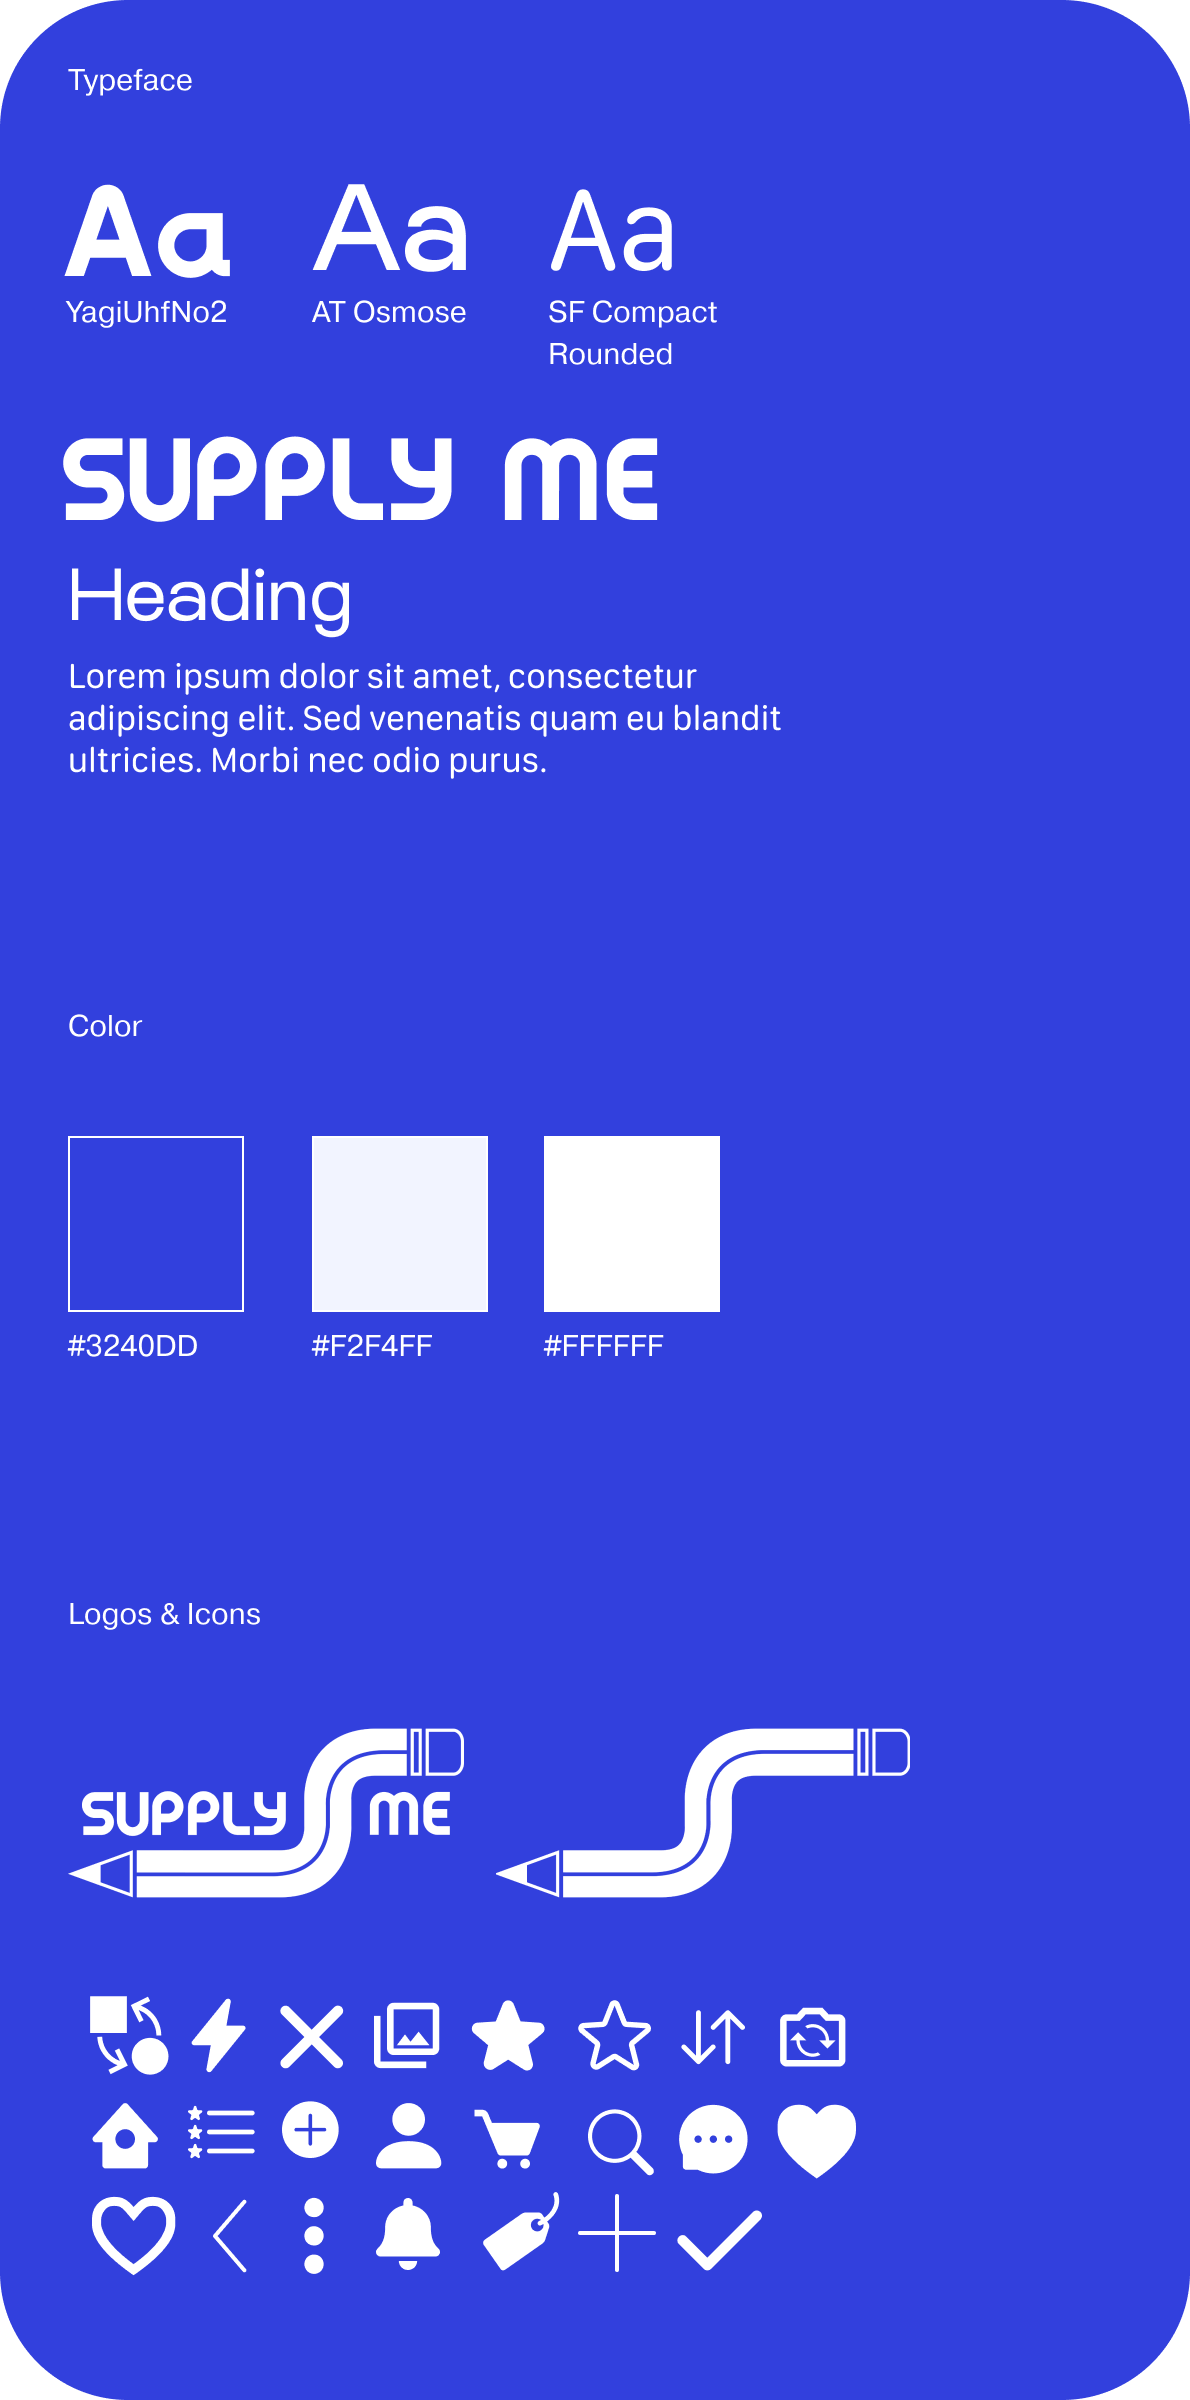 Typeface
Aa Aa Aa
YagiUhfNo2 AT Osmose SF Compact
Rounded
SUPPLY ME
Heading
Lorem ipsum dolor sit amet, consectetur
adipiscing elit. Sed venenatis quam eu blandit
ultricies. Morbi nec odio purus.
Color
#3240DD #F2F4FF #FFFFFF
Logos & Icons
SUPPLY ME